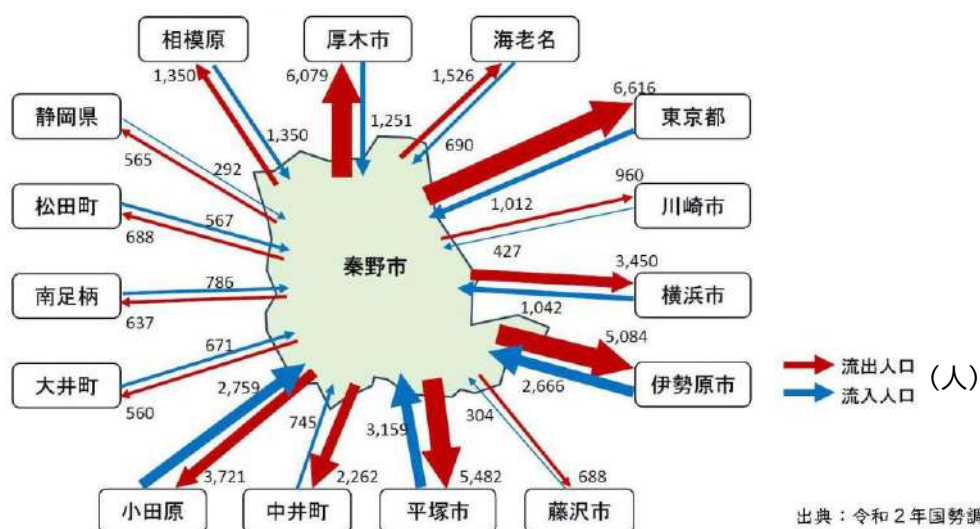 相模原
厚木市
海老名
1,350
6,079
1,526
6,616
静岡県
東京都
1,350
1,251
690
565
292
960
松田町
1,012
川崎市
567
688
427
秦野市
3,450
南足柄
786
横浜市
637
1,042
5,084
671
大井町
2,759
2,666
伊勢原市
流出人口
流入人口
(人)
560
745
3,159
304
3,721
2,262
5,482
688
小田原
中井町
平塚市
藤沢市
出典:令和2年国勢調